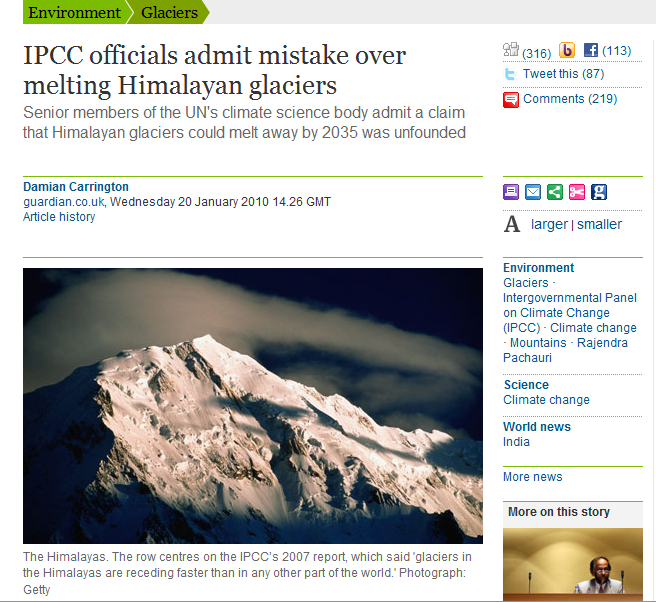 Environment Glaciers
IPCC officials admit mistake over
melting Himalayan glaciers
Senior members of the UN's climate science body admit a claim
that Himalayan glaciers could melt away by 2035 was unfounded
Damian Carrington
guardian.co.uk, Wednesday 20 January 2010 14.26 GMT
Article history
The Himalayas. The row centres on the IPCC's 2007 report, which said 'glaciers in
the Himalayas are receding faster than in any other part of the world.' Photograph:
Getty
(316) b f (113)
t Tweet this (87)
Comments (219)
g
A larger | smaller
Environment
Glaciers ·
Intergovernmental Panel
on Climate Change
(IPCC) · Climate change
· Mountains · Rajendra
Pachauri
Science
Climate change
World news
India
More news
More on this story